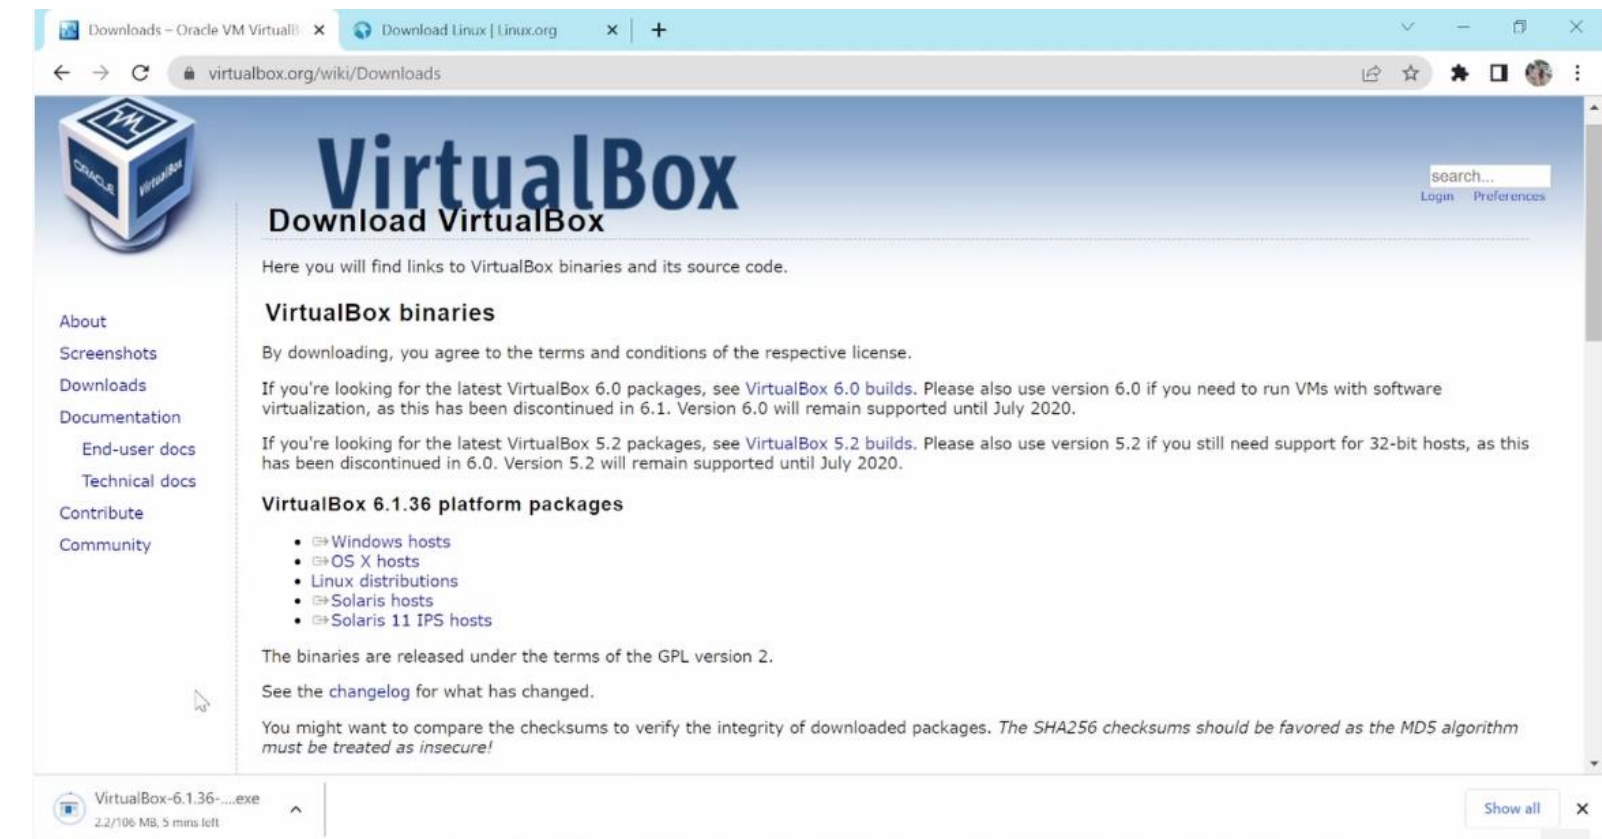 Downloads – Oracle VM VirtualB
Download Linux | Linux.org
virtualbox.org/wiki/Downloads
ORACLE
VirtualBox
VirtualBox
search...
Login Preferences
Download VirtualBox
Here you will find links to VirtualBox binaries and its source code.
About
Screenshots
Downloads
Documentation
End-user docs
Technical docs
Contribute
Community
VirtualBox binaries
By downloading, you agree to the terms and conditions of the respective license.
If you're looking for the latest VirtualBox 6.0 packages, see VirtualBox 6.0 builds. Please also use version 6.0 if you need to run VMs with software
virtualization, as this has been discontinued in 6.1. Version 6.0 will remain supported until July 2020.
If you're looking for the latest VirtualBox 5.2 packages, see VirtualBox 5.2 builds. Please also use version 5.2 if you still need support for 32-bit hosts, as this
has been discontinued in 6.0. Version 5.2 will remain supported until July 2020.
VirtualBox 6.1.36 platform packages
• Windows hosts
• OS X hosts
• Linux distributions
• Solaris hosts
• Solaris 11 IPS hosts
The binaries are released under the terms of the GPL version 2.
See the changelog for what has changed.
You might want to compare the checksums to verify the integrity of downloaded packages. The SHA256 checksums should be favored as the MD5 algorithm
must be treated as insecure!
VirtualBox-6.1.36-....exe
2.2/106 MB, 5 mins left
Show all